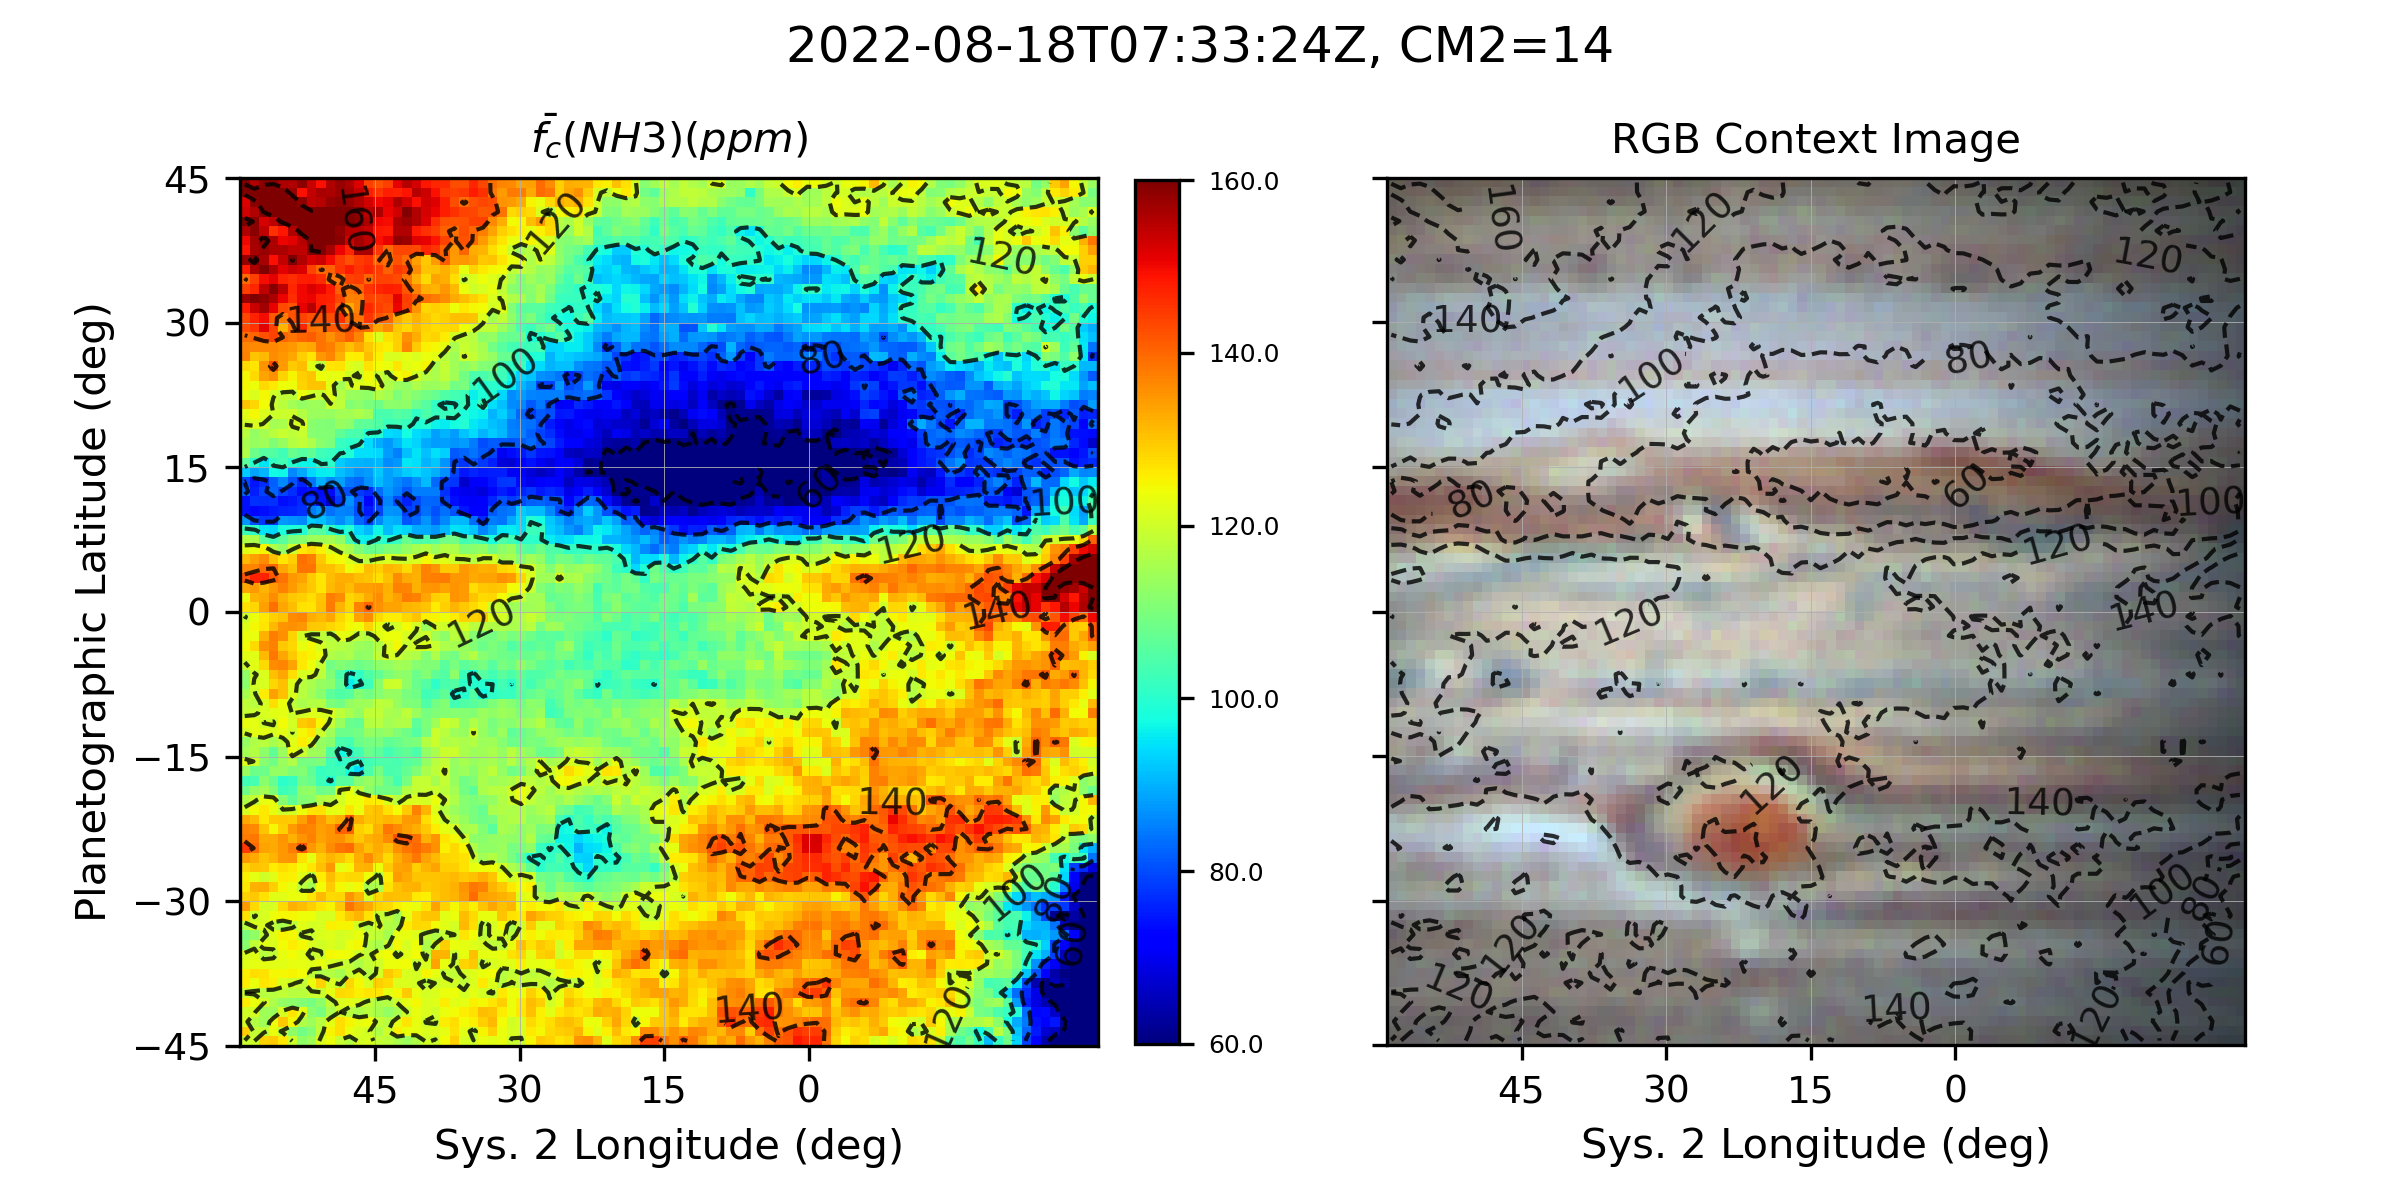 2022-08-18T07:33:24Z, CM2=14
f̄c(NH3)(ppm)
RGB Context Image
Planetographic Latitude (deg)
45
30
15
0
−15
−30
−45
45 30 15 0
Sys. 2 Longitude (deg)
160 120 120
140
100 80
80 60 100
120
120 140
140
100 80 60
140 120
160.0
140.0
120.0
100.0
80.0
60.0
160 120 120
140
100 80
80 60 100
120
120 140
120 140
100 80 60
120
120 140 120
45 30 15 0
Sys. 2 Longitude (deg)